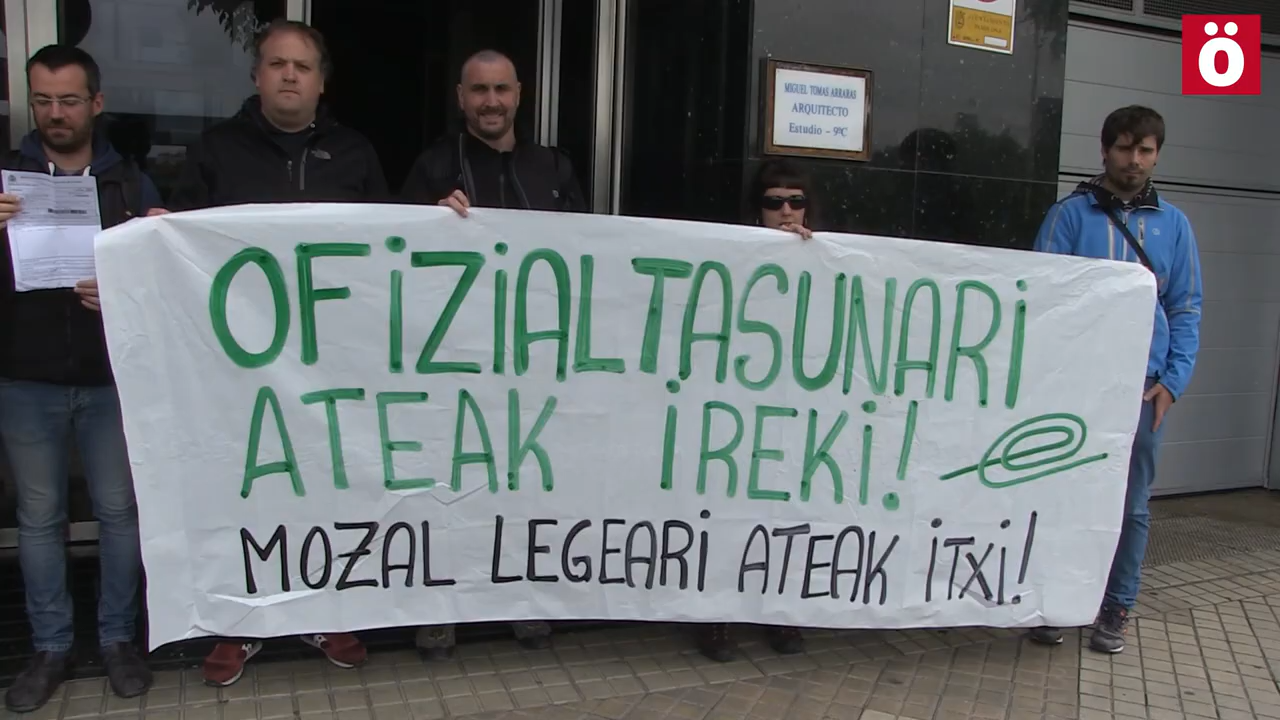 Ö
MIGUEL TOMAS ARRARAS
ARQUITECTO
Estudio - 9ºC
OFiZiALTASUNARi
ATEAK iREKi!
MOZAL LEGEARi ATEAK iTXi!